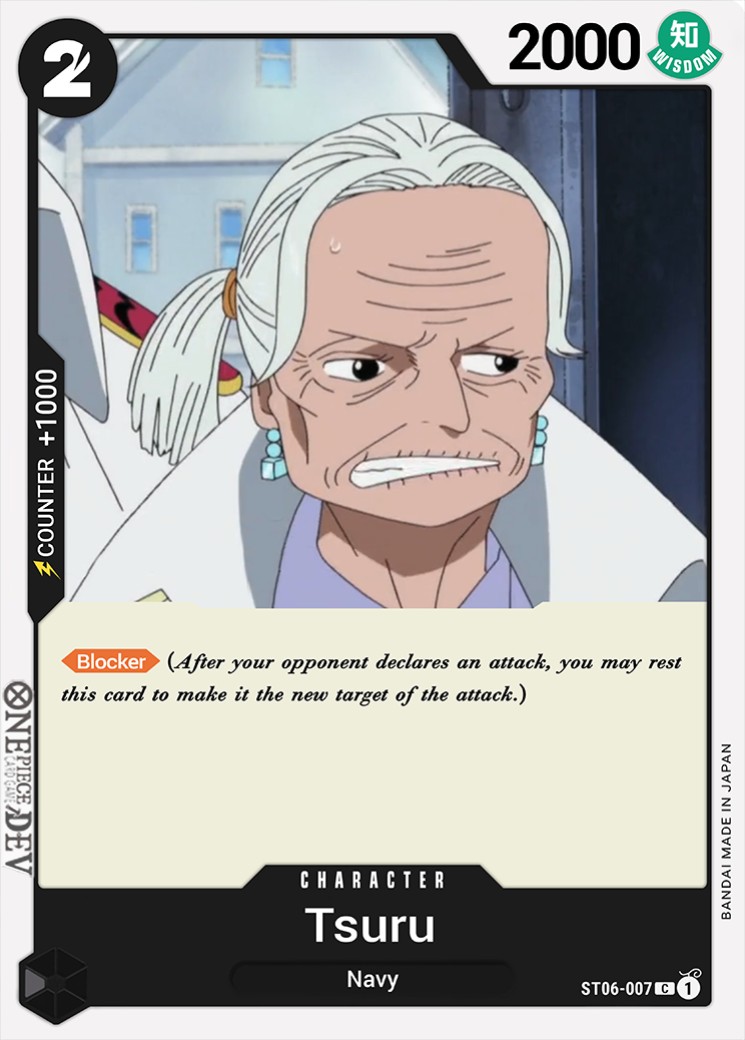 2
2000
知
WISDOM
COUNTER +1000
Blocker (After your opponent declares an attack, you may rest
this card to make it the new target of the attack.)
ONE PIECE
CARD GAME
DEV
BANDAI MADE IN JAPAN
CHARACTER
Tsuru
Navy
ST06-007 C 1